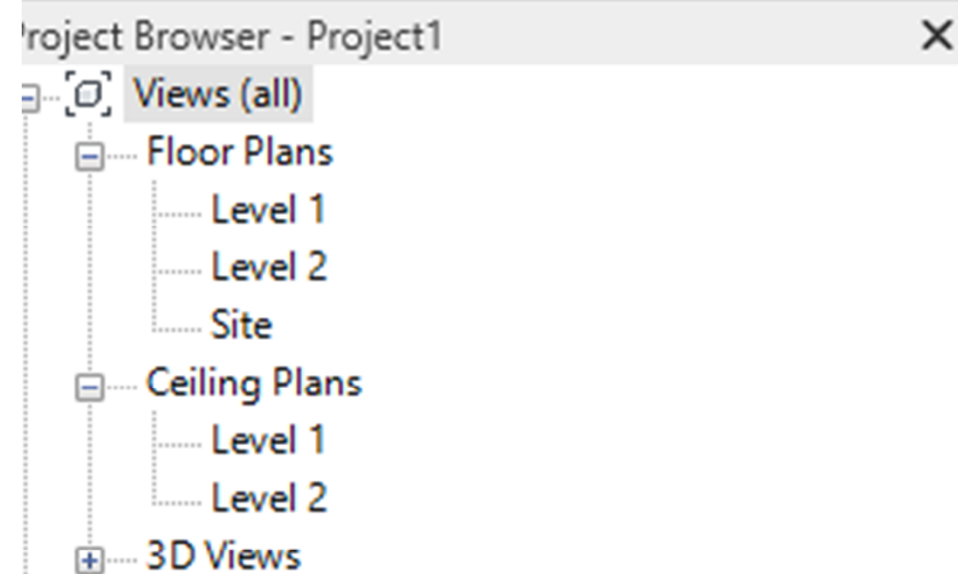 Project Browser - Project1
Views (all)
Floor Plans
Level 1
Level 2
Site
Ceiling Plans
Level 1
Level 2
3D Views